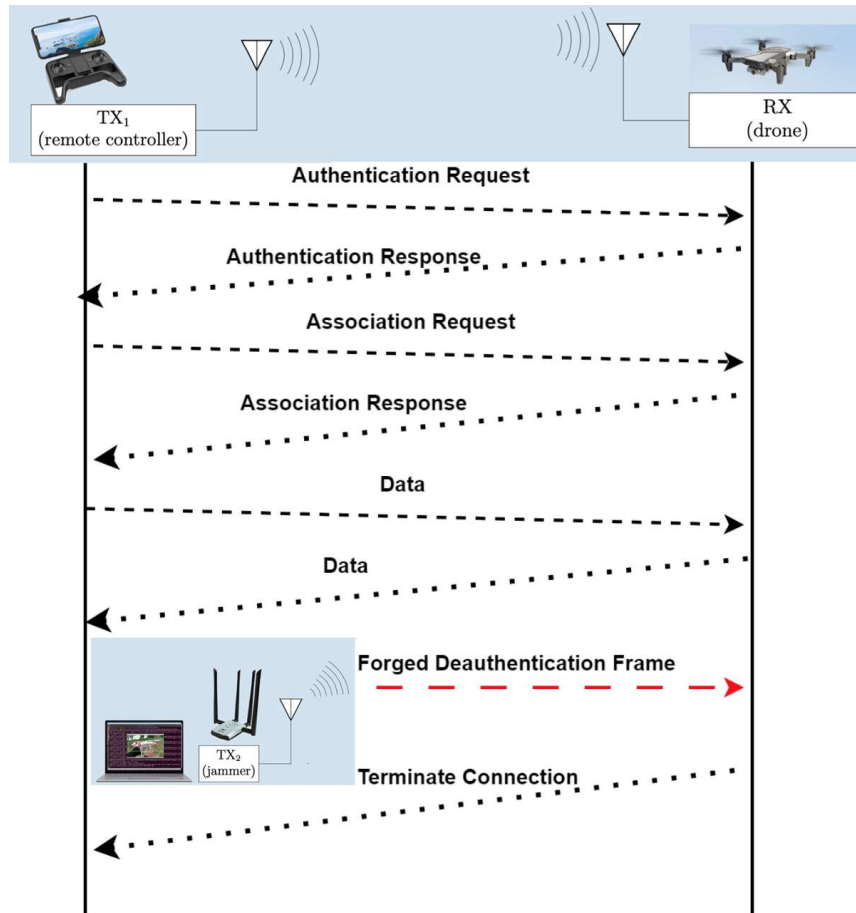 TX₁
(remote controller)
RX
(drone)
Authentication Request
Authentication Response
Association Request
Association Response
Data
Data
Forged Deauthentication Frame
TX₂
(jammer)
Terminate Connection